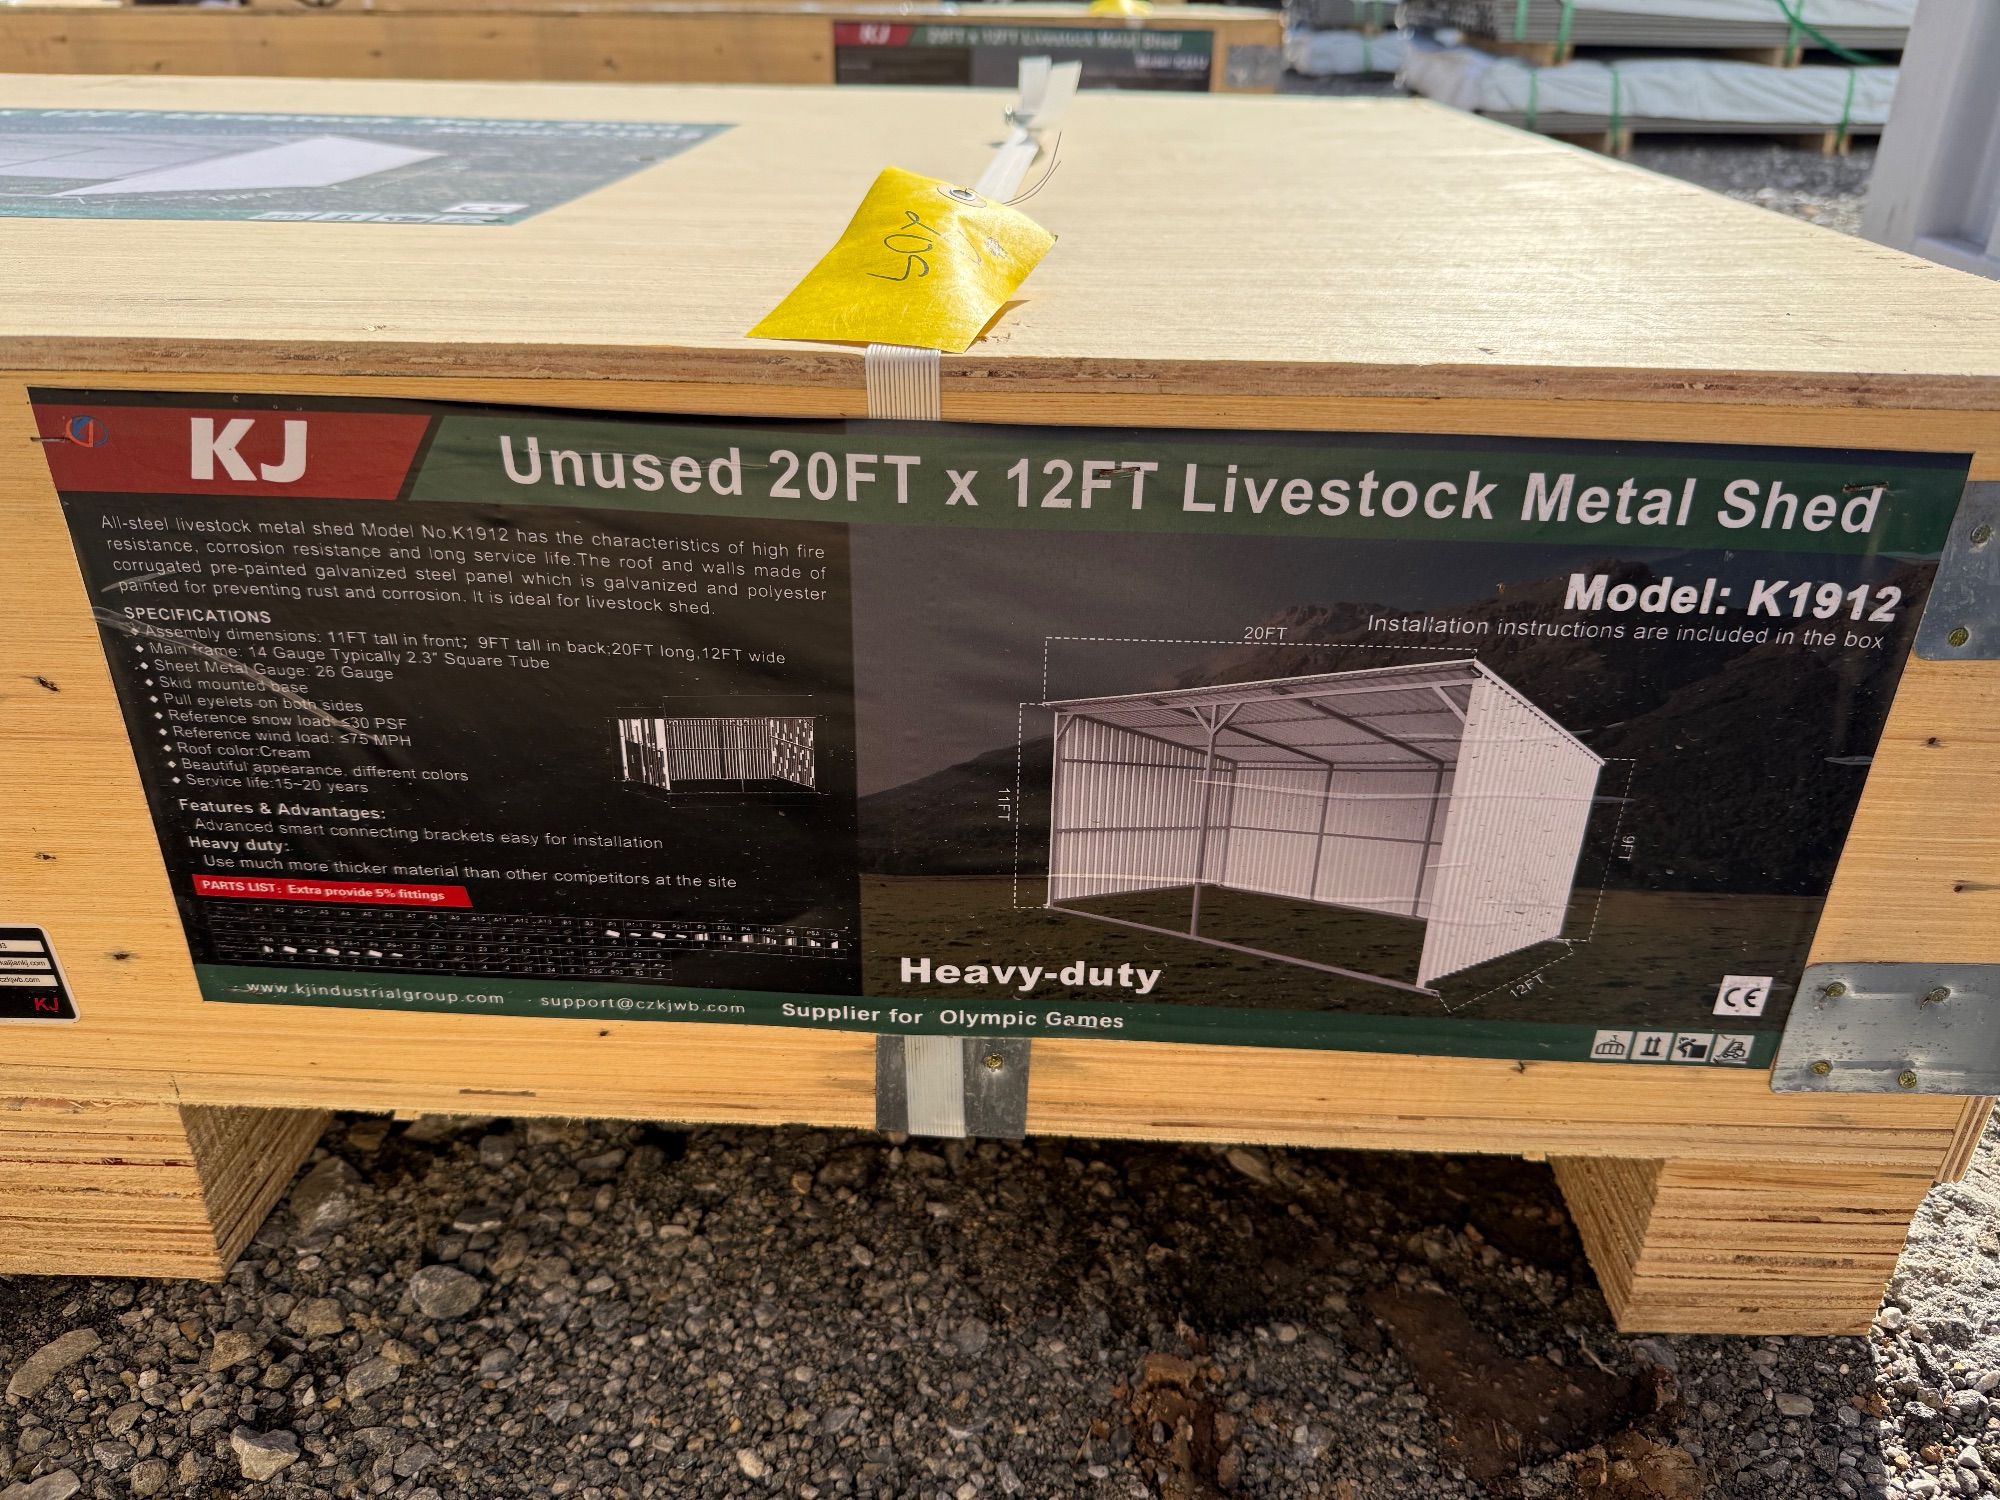 KJ
KJ
Unused 20FT x 12FT Livestock Metal Shed
All-steel livestock metal shed Model No.K1912 has the characteristics of high fire
resistance, corrosion resistance and long service life.The roof and walls made of
corrugated pre-painted galvanized steel panel which is galvanized and polyester
painted for preventing rust and corrosion. It is ideal for livestock shed.
SPECIFICATIONS
◆ Assembly dimensions: 11FT tall in front; 9FT tall in back;20FT long,12FT wide
◆ Main frame: 14 Gauge Typically 2.3" Square Tube
◆ Sheet Metal Gauge: 26 Gauge
◆ Skid mounted base
◆ Pull eyelets on both sides
◆ Reference snow load: ≤30 PSF
◆ Reference wind load: ≤75 MPH
◆ Roof color:Cream
◆ Beautiful appearance, different colors
◆ Service life:15~20 years
Features & Advantages:
Advanced smart connecting brackets easy for installation
Heavy duty:
Use much more thicker material than other competitors at the site
PARTS LIST: Extra provide 5% fittings
Model: K1912
Installation instructions are included in the box
20FT
11FT
9FT
12FT
Heavy-duty
CE
www.kjindustrialgroup.com support@czkjwb.com Supplier for Olympic Games
KJ